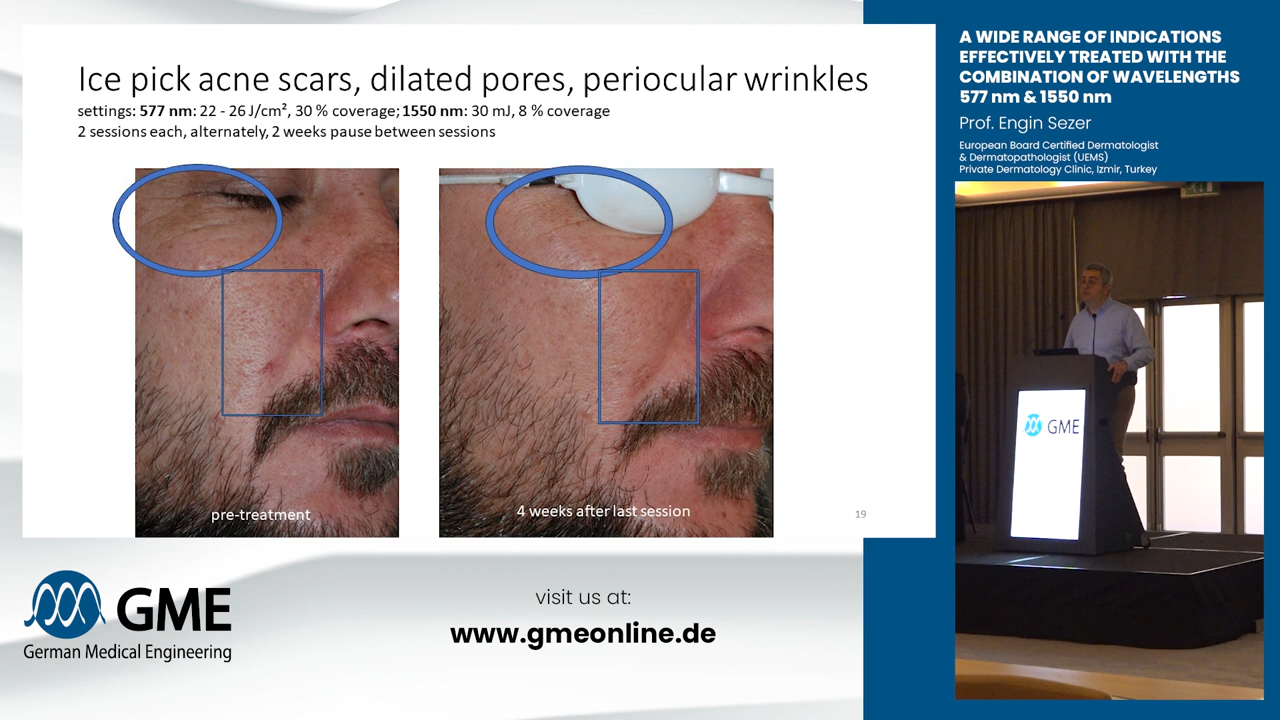 Ice pick acne scars, dilated pores, periocular wrinkles
settings: 577 nm: 22 - 26 J/cm², 30 % coverage; 1550 nm: 30 mJ, 8 % coverage
2 sessions each, alternately, 2 weeks pause between sessions
pre-treatment
4 weeks after last session
19
A WIDE RANGE OF INDICATIONS
EFFECTIVELY TREATED WITH THE
COMBINATION OF WAVELENGTHS
577 nm & 1550 nm
Prof. Engin Sezer
European Board Certified Dermatologist
& Dermatopathologist (UEMS)
Private Dermatology Clinic, Izmir, Turkey
GME
GME
German Medical Engineering
visit us at:
www.gmeonline.de